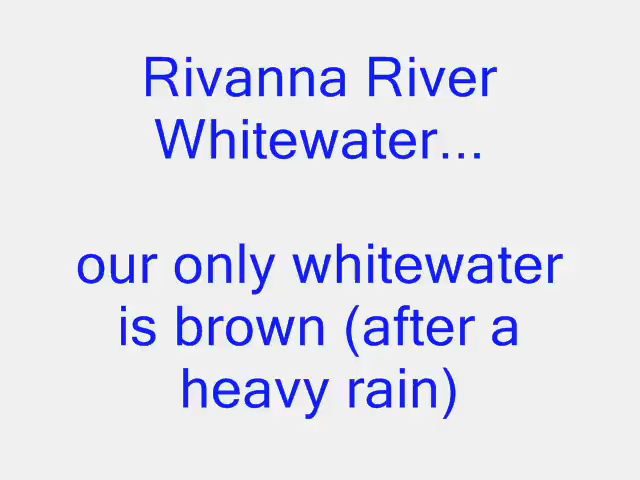 Rivanna River
Whitewater...
our only whitewater
is brown (after a
heavy rain)